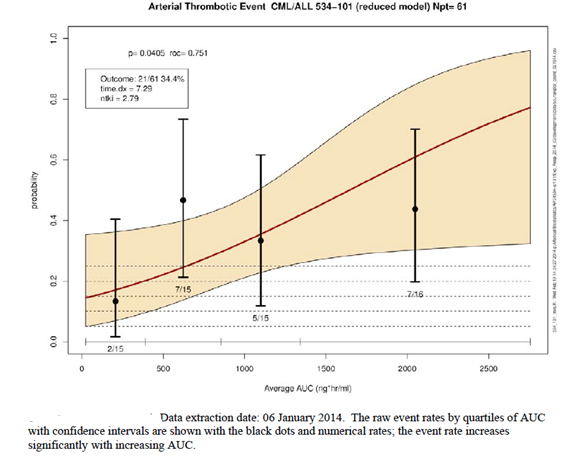 Arterial Thrombotic Event CML/ALL 534−101 (reduced model) Npt= 61
p= 0.0405 roc= 0.751
Outcome: 21/61 34.4%
time.dx = 7.29
ntki = 2.79
1.0
0.8
0.6
0.4
0.2
0.0
probability
2/15
7/15
5/15
7/16
0
500
1000
1500
2000
2500
Average AUC (ng*hr/ml)
Data extraction date: 06 January 2014. The raw event rates by quartiles of AUC
with confidence intervals are shown with the black dots and numerical rates; the event rate increases
significantly with increasing AUC.